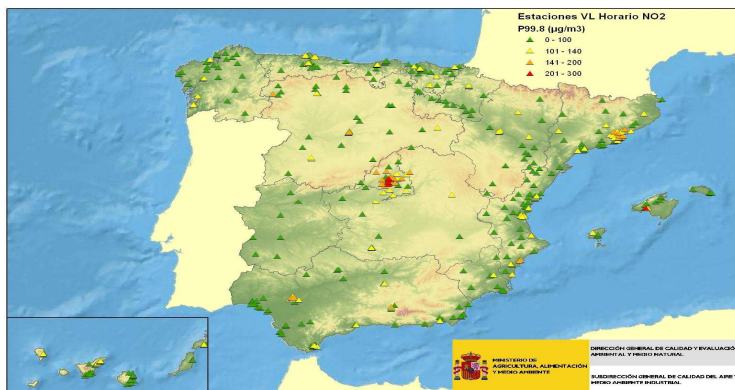 Estaciones VL Horario NO2
P99.8 (µg/m3)
0 - 100
101 - 140
141 - 200
201 - 300
MINISTERIO DE
AGRICULTURA, ALIMENTACIÓN
Y MEDIO AMBIENTE
DIRECCIÓN GENERAL DE CALIDAD Y EVALUACIÓ
AMBIENTAL Y MEDIO NATURAL
SUBDIRECCIÓN GENERAL DE CALIDAD DEL AIRE Y
MEDIO AMBIENTE INDUSTRIAL